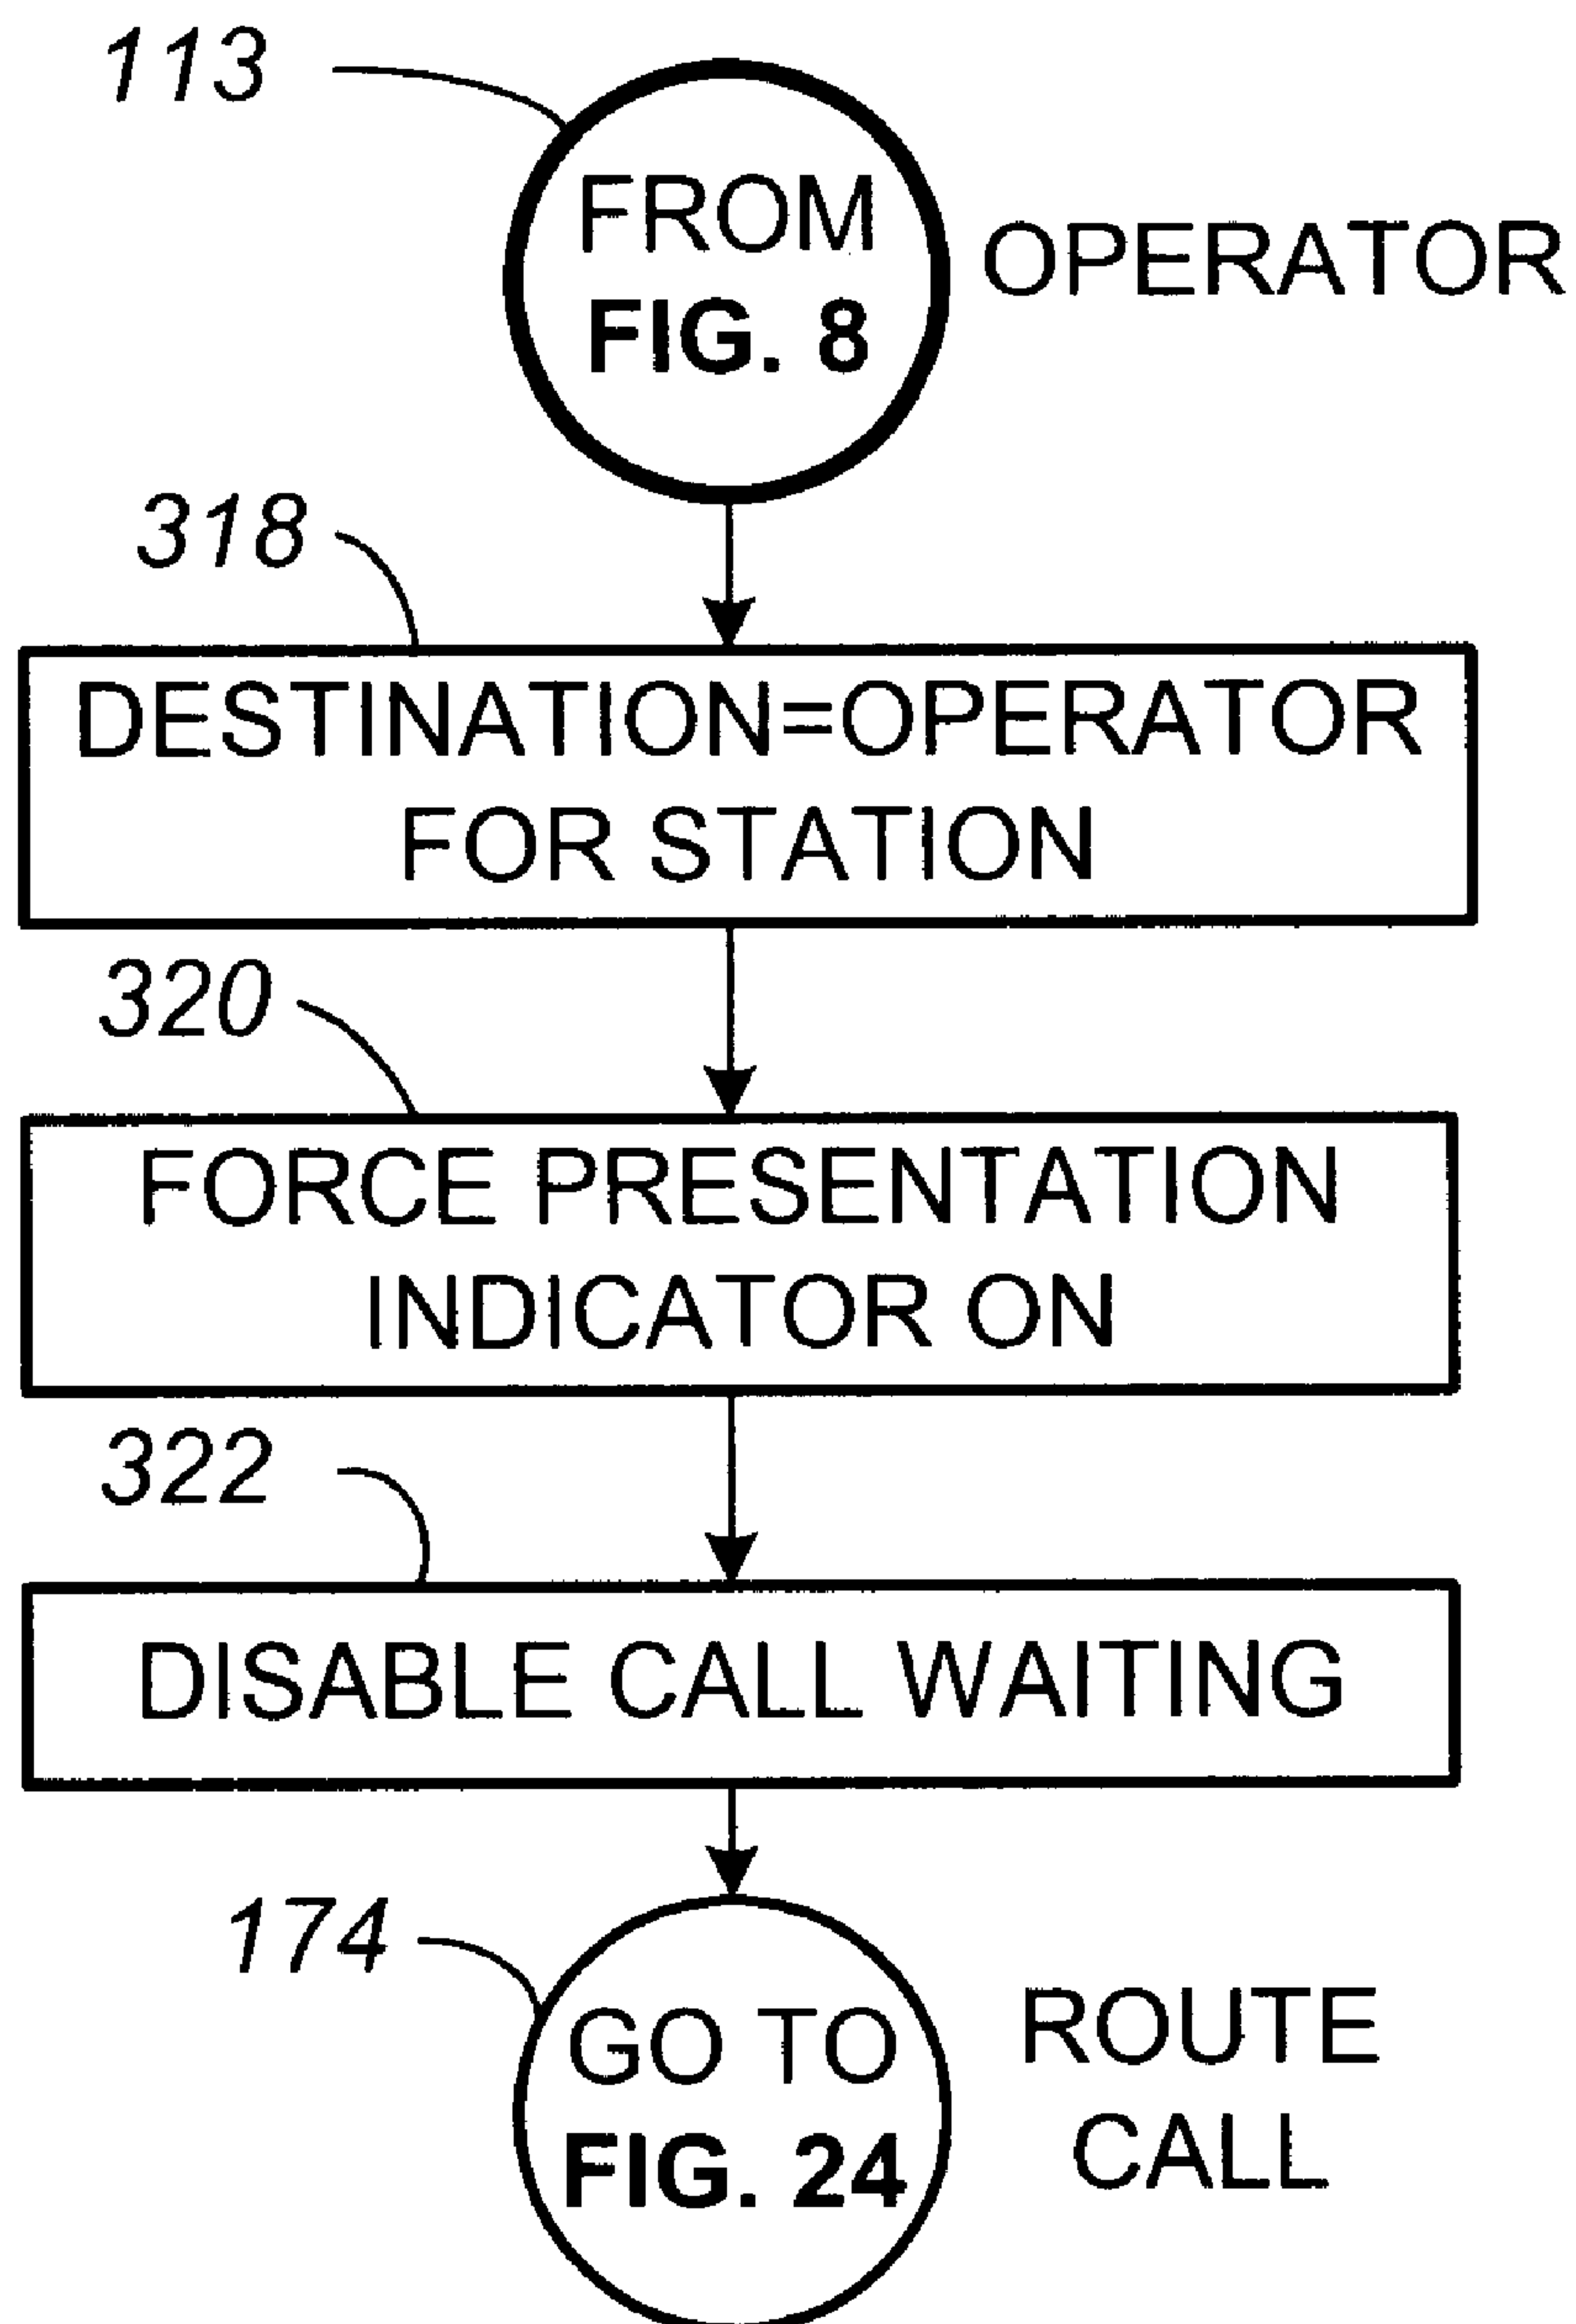 113
FROM
FIG. 8
OPERATOR
318
DESTINATION=OPERATOR
FOR STATION
320
FORCE PRESENTATION
INDICATOR ON
322
DISABLE CALL WAITING
174
GO TO
FIG. 24
ROUTE
CALL